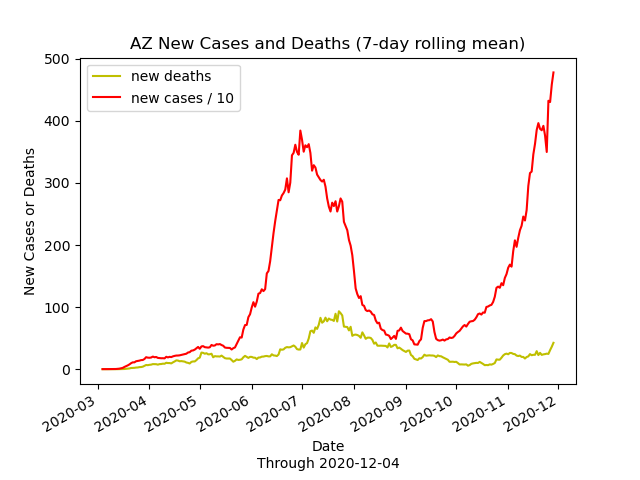 AZ New Cases and Deaths (7-day rolling mean)
new deaths
new cases / 10
New Cases or Deaths
500
400
300
200
100
0
2020-03
2020-04
2020-05
2020-06
2020-07
2020-08
2020-09
2020-10
2020-11
2020-12
Date
Through 2020-12-04